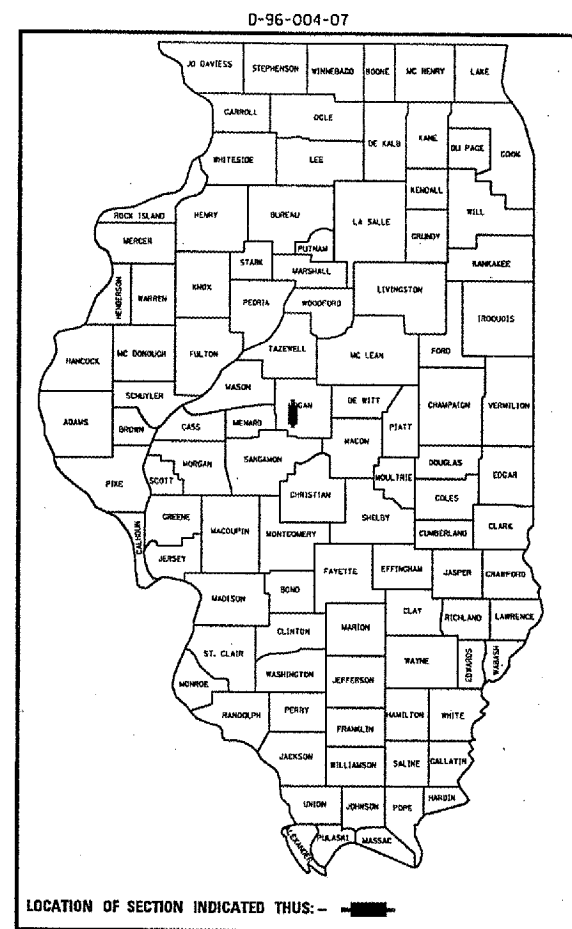 D-96-004-07
JO DAVIESS STEPHENSON WINNEBAGO BOONE MC HENRY LAKE
CARROLL OGLE
DE KALB KANE DU PAGE COOK
WHITESIDE LEE
KENDALL
ROCK ISLAND HENRY BUREAU LA SALLE WILL
MERCER PUTNAM GRUNDY
STARK MARSHALL KANKAKEE
HENDERSON WARREN KNOX PEORIA WOODFORD LIVINGSTON
IROQUOIS
HANCOCK MC DONOUGH FULTON TAZEWELL MC LEAN FORD
MASON
SCHUYLER DE WITT
ADAMS BROWN CASS MENARD LOGAN PIATT CHAMPAIGN VERMILION
MACON
PIKE SCOTT MORGAN SANGAMON MOULTRIE DOUGLAS EDGAR
CHRISTIAN COLES
CALHOUN GREENE MACOUPIN MONTGOMERY SHELBY CUMBERLAND CLARK
JERSEY
FAYETTE EFFINGHAM JASPER CRAWFORD
MADISON BOND
CLAY RICHLAND LAWRENCE
CLINTON MARION
ST. CLAIR WAYNE EDWARDS WABASH
WASHINGTON JEFFERSON
MONROE
RANDOLPH PERRY HAMILTON WHITE
FRANKLIN
JACKSON WILLIAMSON SALINE GALLATIN
UNION JOHNSON POPE HARDIN
ALEXANDER PULASKI MASSAC
LOCATION OF SECTION INDICATED THUS:-